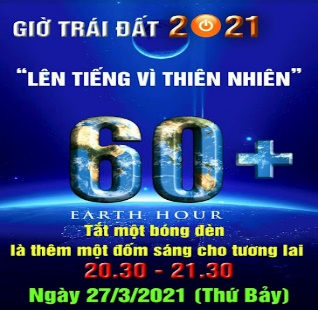 GIỜ TRÁI ĐẤT 2021
“LÊN TIẾNG VÌ THIÊN NHIÊN”
60+
EARTH HOUR
Tắt một bóng đèn
là thêm một đốm sáng cho tương lai
20.30 - 21.30
Ngày 27/3/2021 (Thứ Bảy)